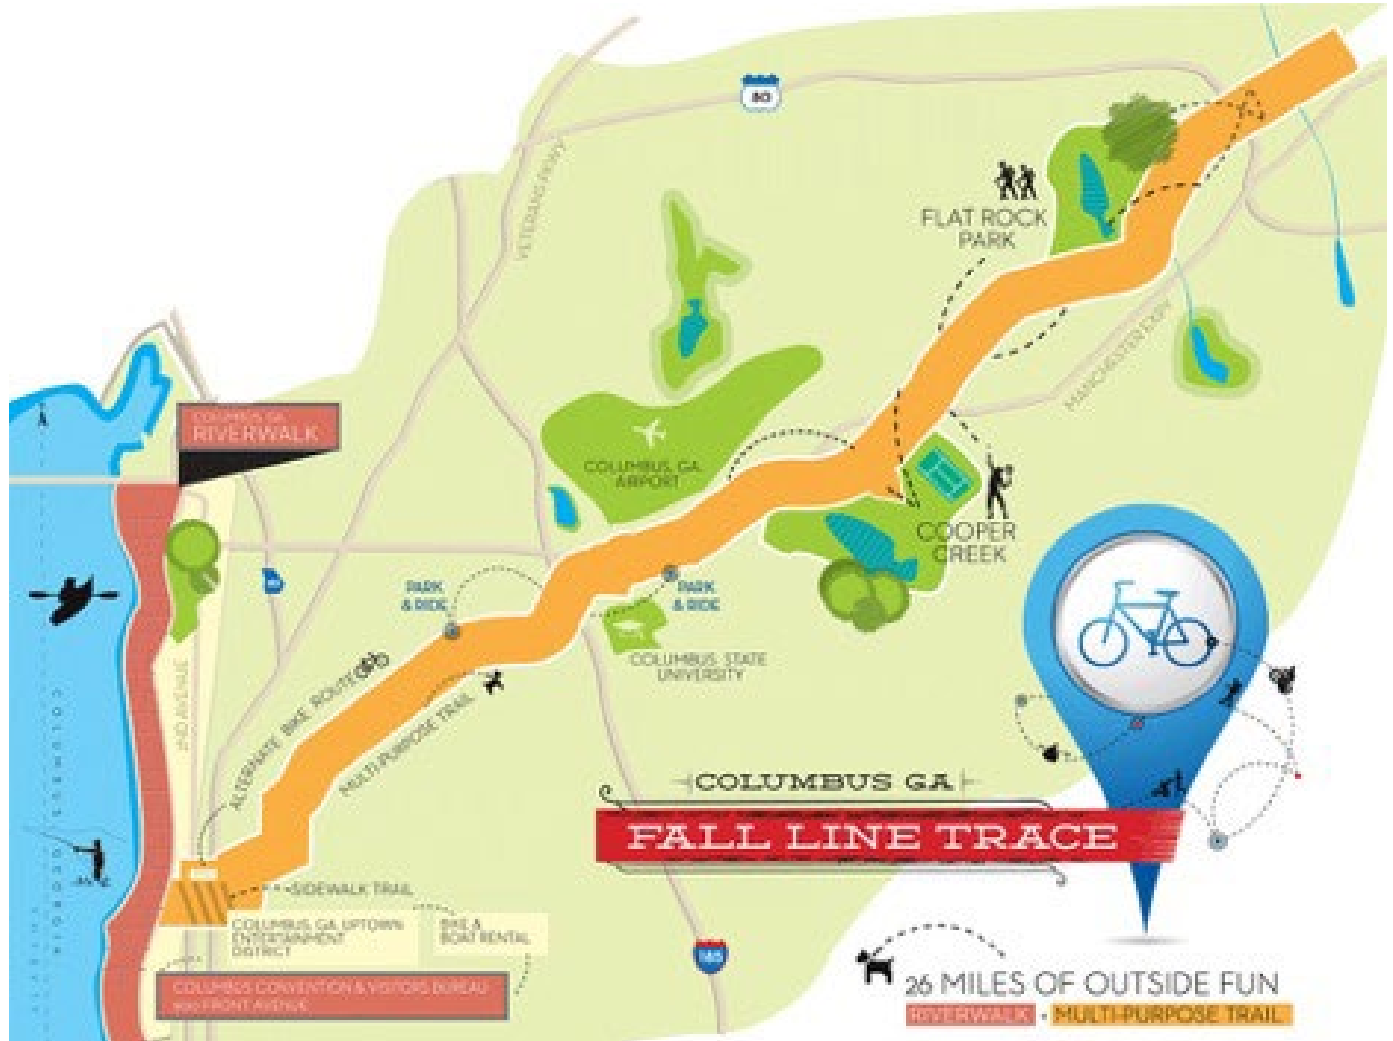 80
VETERANS PKWY
FLAT ROCK
PARK
MANCHESTER EXPY
COLUMBUS, GA.
RIVERWALK
COLUMBUS, GA.
AIRPORT
COOPER
CREEK
PARK
& RIDE
PARK
& RIDE
COLUMBUS STATE
UNIVERSITY
2ND AVENUE
ALTERNATE BIKE ROUTE
MULTI-PURPOSE TRAIL
COLUMBUS GEORGIA
COLUMBUS GA
FALL LINE TRACE
SIDEWALK TRAIL
COLUMBUS, GA. UPTOWN
ENTERTAINMENT
DISTRICT
BIKE &
BOAT RENTAL
185
COLUMBUS CONVENTION & VISITORS BUREAU
900 FRONT AVENUE
26 MILES OF OUTSIDE FUN
RIVERWALK + MULTI-PURPOSE TRAIL